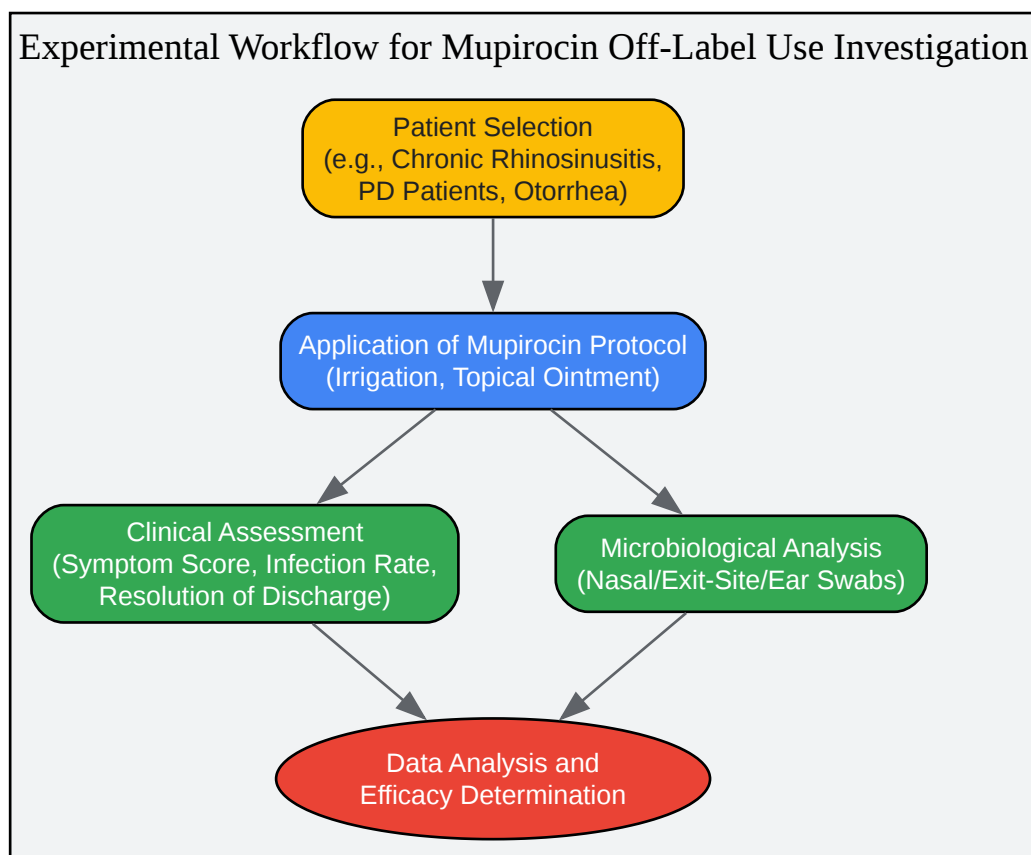 Experimental Workflow for Mupirocin Off-Label Use Investigation
Patient Selection
(e.g., Chronic Rhinosinusitis,
PD Patients, Otorrhea)
Application of Mupirocin Protocol
(Irrigation, Topical Ointment)
Clinical Assessment
(Symptom Score, Infection Rate,
Resolution of Discharge)
Microbiological Analysis
(Nasal/Exit-Site/Ear Swabs)
Data Analysis and
Efficacy Determination